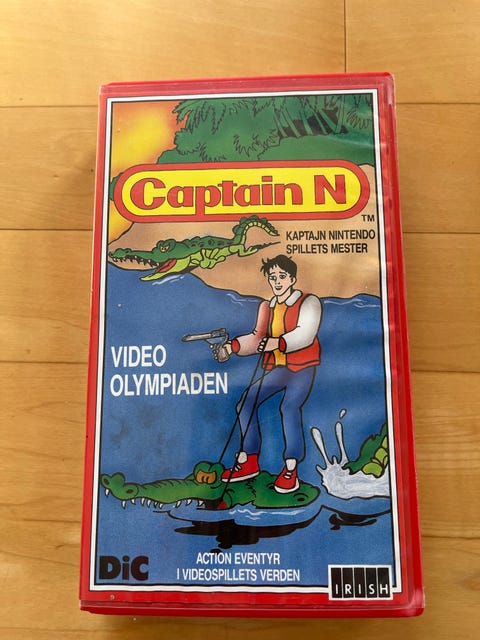 Captain N
TM
KAPTAJN NINTENDO
SPILLETS MESTER
VIDEO
OLYMPIADEN
ACTION EVENTYR
I VIDEOSPILLETS VERDEN
DiC
IRISH